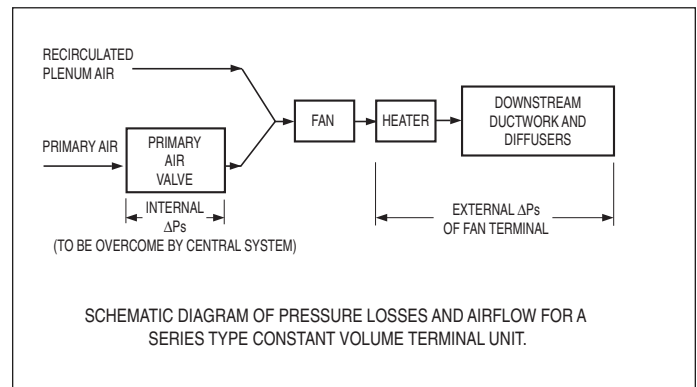 RECIRCULATED
PLENUM AIR
PRIMARY AIR
PRIMARY
AIR
VALVE
FAN
HEATER
DOWNSTREAM
DUCTWORK AND
DIFFUSERS
INTERNAL
ΔPs
(TO BE OVERCOME BY CENTRAL SYSTEM)
EXTERNAL ΔPs
OF FAN TERMINAL
SCHEMATIC DIAGRAM OF PRESSURE LOSSES AND AIRFLOW FOR A
SERIES TYPE CONSTANT VOLUME TERMINAL UNIT.